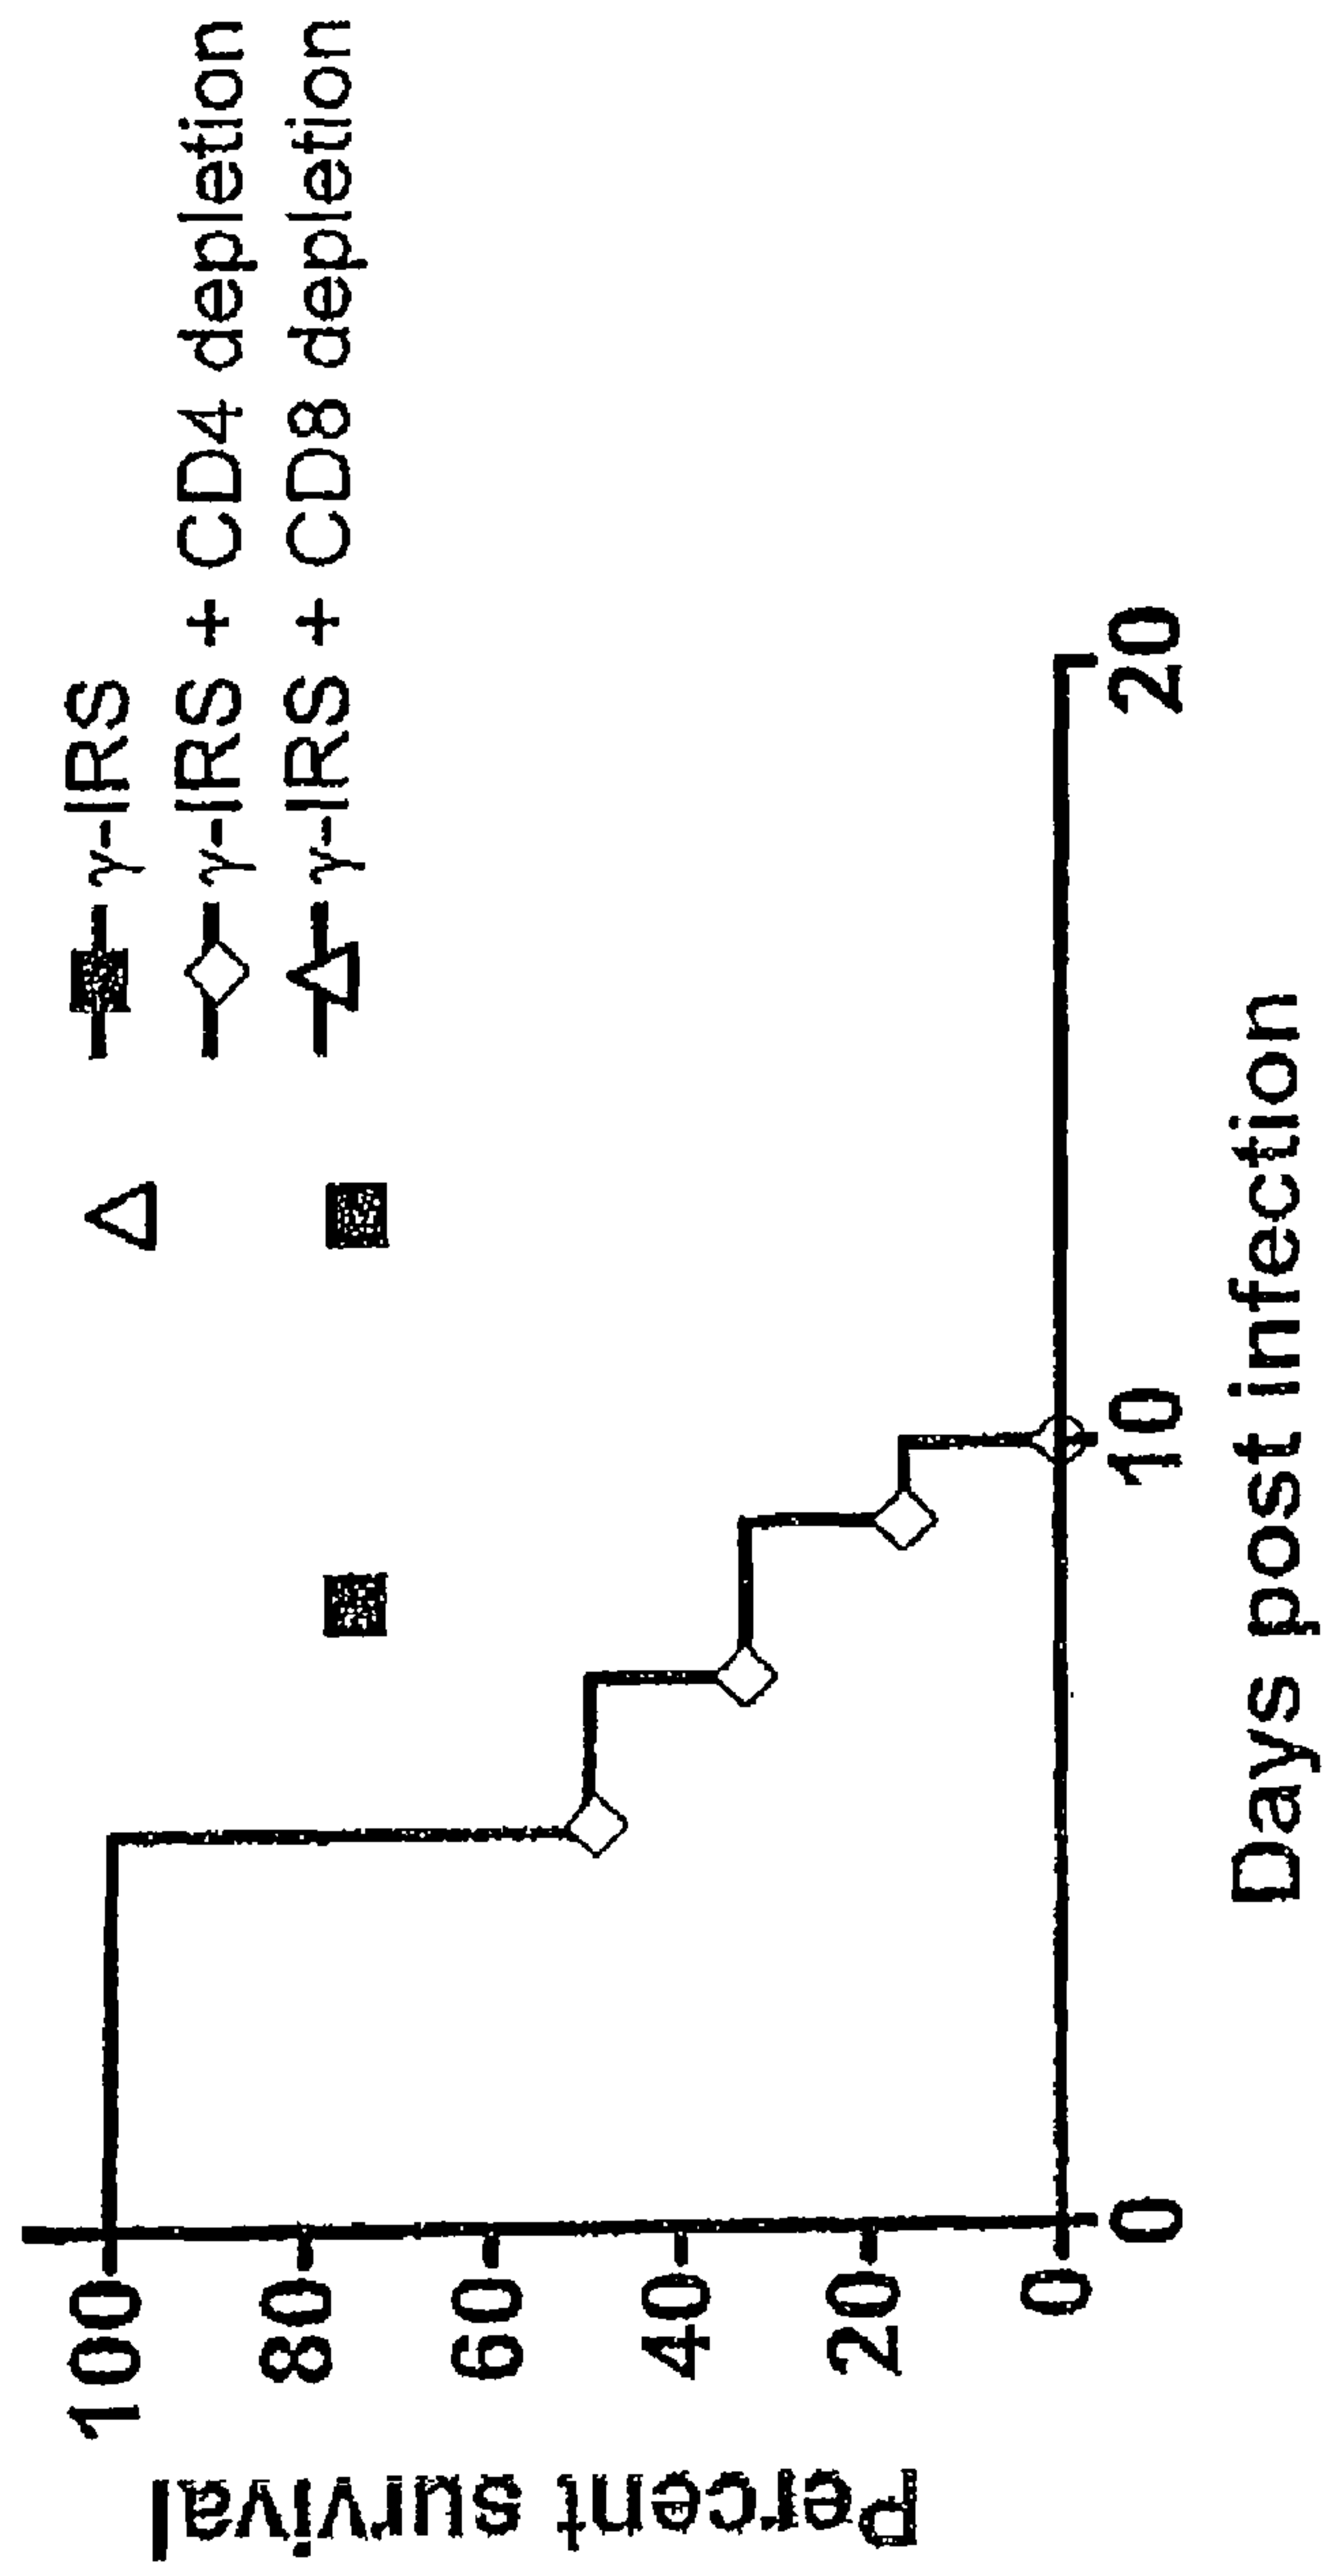 γ-IRS
γ-IRS + CD4 depletion
γ-IRS + CD8 depletion
Percent survival
100
80
60
40
20
0
0
10
20
Days post infection